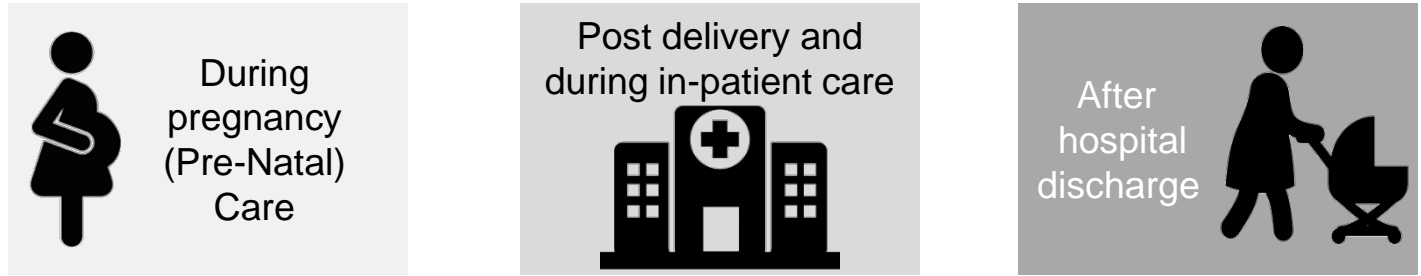 During
pregnancy
(Pre-Natal)
Care
Post delivery and
during in-patient care
After
hospital
discharge